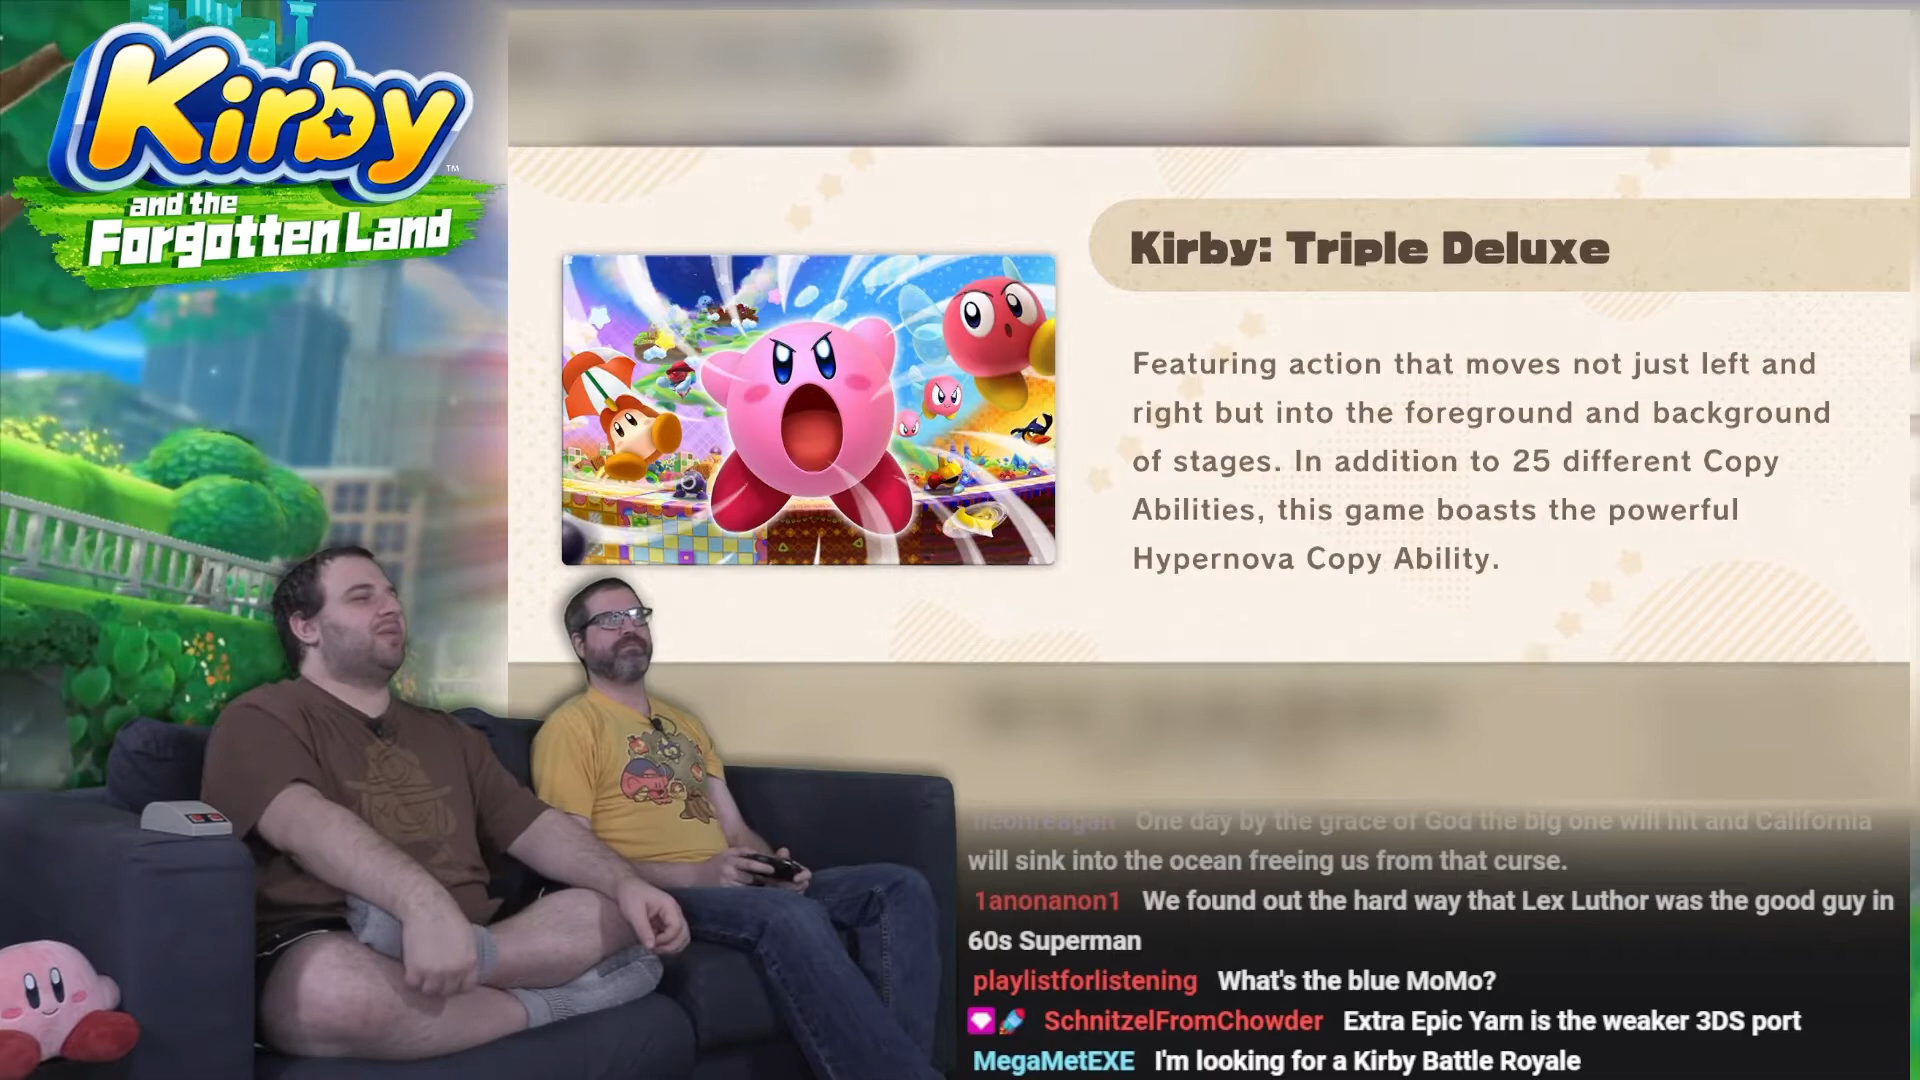 Kirby
TM
and the
Forgotten Land
Kirby: Triple Deluxe
Featuring action that moves not just left and
right but into the foreground and background
of stages. In addition to 25 different Copy
Abilities, this game boasts the powerful
Hypernova Copy Ability.
neonreagan One day by the grace of God the big one will hit and California
will sink into the ocean freeing us from that curse.
1anonanon1 We found out the hard way that Lex Luthor was the good guy in
60s Superman
playlistforlistening What's the blue MoMo?
SchnitzelFromChowder Extra Epic Yarn is the weaker 3DS port
MegaMetEXE I'm looking for a Kirby Battle Royale